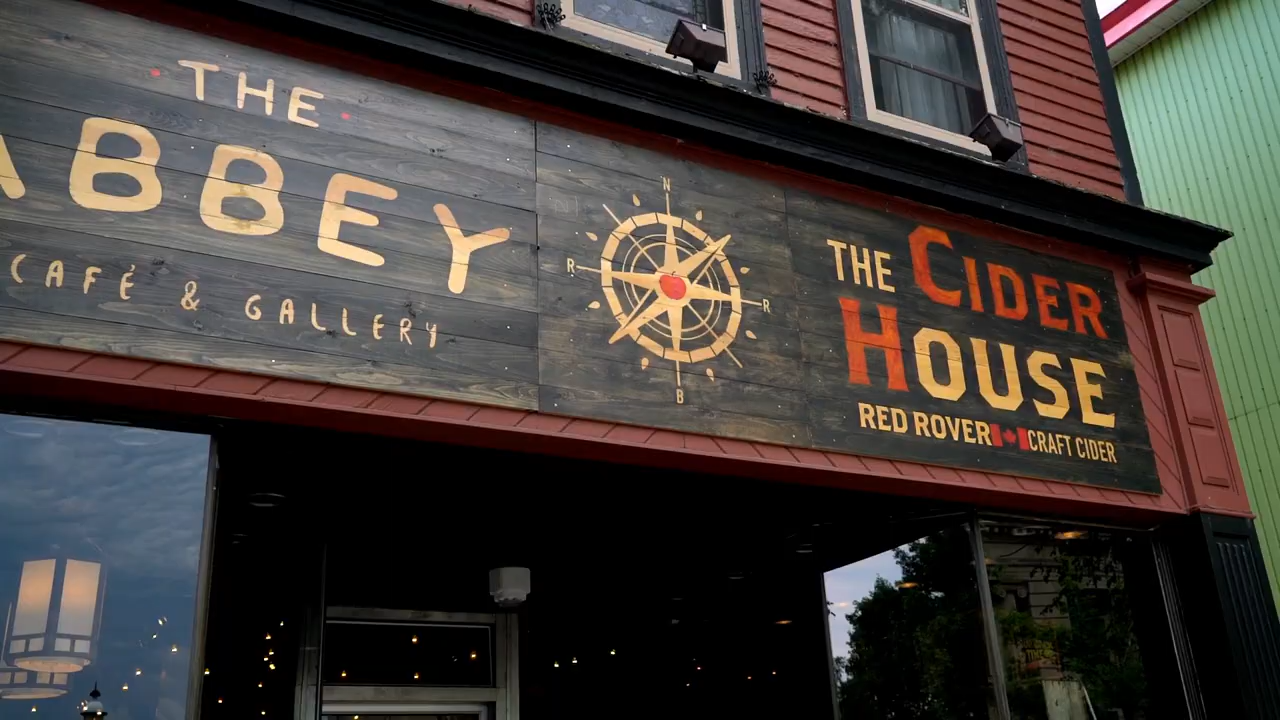 THE
ABBEY
CAFÉ & GALLERY
N
R
R
B
THE CIDER
HOUSE
RED ROVER CRAFT CIDER